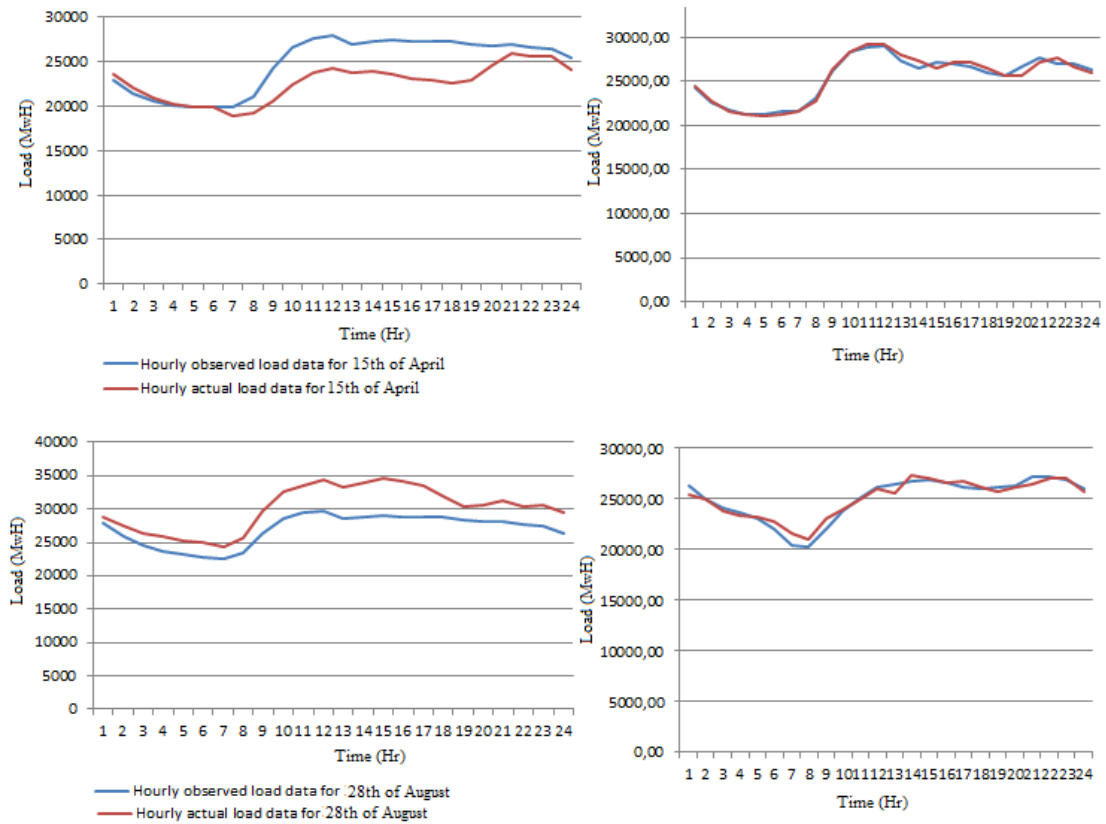 30000
25000
20000
15000
10000
5000
0
Load (MwH)
1 2 3 4 5 6 7 8 9 10 11 12 13 14 15 16 17 18 19 20 21 22 23 24
Time (Hr)
Hourly observed load data for 15th of April
Hourly actual load data for 15th of April
30000,00
25000,00
20000,00
15000,00
10000,00
5000,00
0,00
Load (MwH)
1 2 3 4 5 6 7 8 9 101112131415161718192021222324
Time (Hr)
40000
35000
30000
25000
20000
15000
10000
5000
0
Load (MwH)
1 2 3 4 5 6 7 8 9 10 11 12 13 14 15 16 17 18 19 20 21 22 23 24
Time (Hr)
Hourly observed load data for 28th of August
Hourly actual load data for 28th of August
30000,00
25000,00
20000,00
15000,00
10000,00
5000,00
0,00
Load (MwH)
1 2 3 4 5 6 7 8 9 101112131415161718192021222324
Time (Hr)